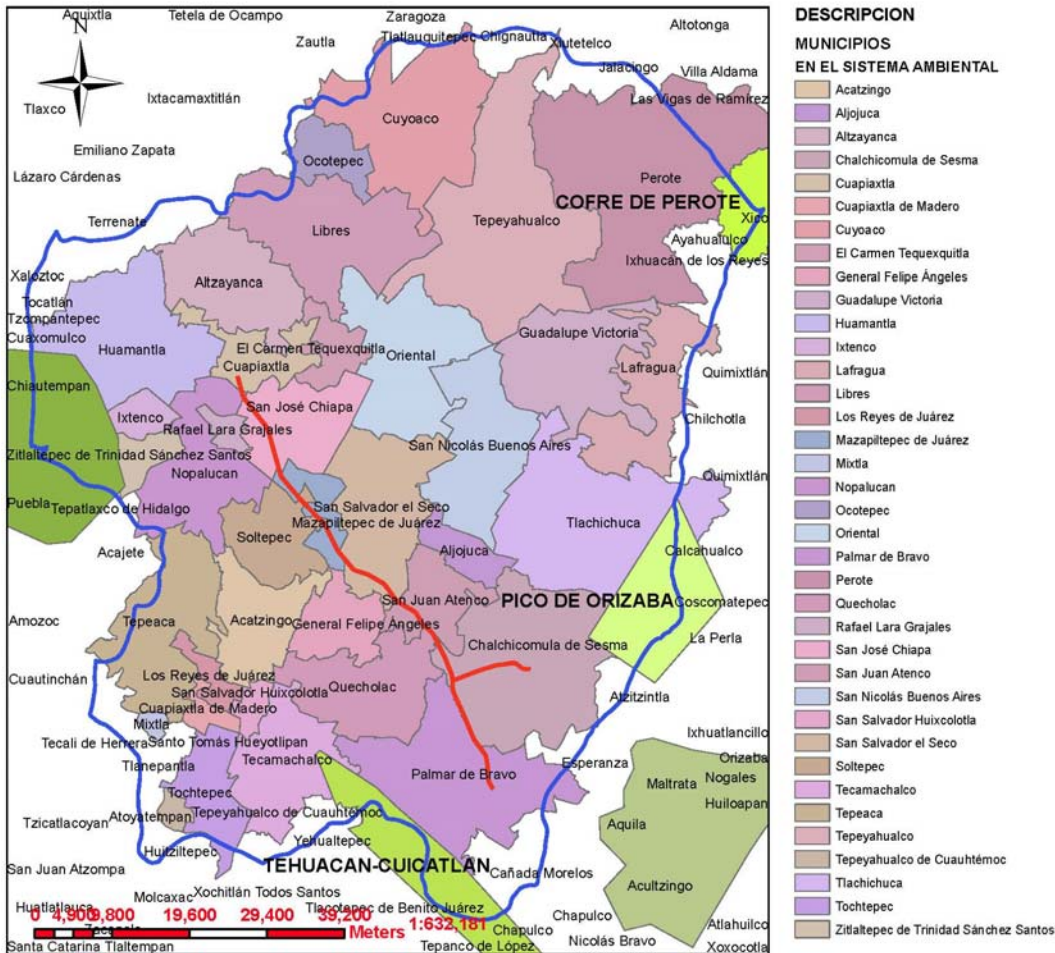 Aquixtla
Tetela de Ocampo
Zaragoza
Altotonga
N
Zautla
Tlatlauquitepec
Chignautla
Xiutetelco
Jalacingo
Villa Aldama
Tlaxco
Ixtacamaxtitlán
Las Vigas de Ramírez
Cuyoaco
Emiliano Zapata
Ocotepec
Lázaro Cárdenas
Perote
COFRE DE PEROTE
Terrenate
Libres
Tepeyahualco
Xico
Ayahualulco
Ixhuacán de los Reyes
Xaloztoc
Altzayanca
Tocatlán
Tzompantepec
Cuaxomulco
Huamantla
El Carmen Tequexquitla
Oriental
Guadalupe Victoria
Cuapiaxtla
Lafragua
Quimixtlán
Chiautempan
Ixtenco
San José Chiapa
Rafael Lara Grajales
Chilchotla
San Nicolás Buenos Aires
Zitlaltepec de Trinidad Sánchez Santos
Nopalucan
Quimixtlán
Puebla
Tepatlaxco de Hidalgo
San Salvador el Seco
Mazapiltepec de Juárez
Tlachichuca
Soltepec
Acajete
Aljojuca
Calcahualco
San Juan Atenco
PICO DE ORIZABA
Coscomatepec
Amozoc
Tepeaca
Acatzingo
General Felipe Ángeles
Chalchicomula de Sesma
La Perla
Cuautinchán
Los Reyes de Juárez
Quecholac
San Salvador Huixcolotla
Atzitzintla
Cuapiaxtla de Madero
Mixtla
Ixhuatlancillo
Tecali de Herrera
Santo Tomás Hueyotlipan
Orizaba
Tlanepantla
Tecamachalco
Esperanza
Palmar de Bravo
Maltrata
Nogales
Tochtepec
Huiloapan
Atoyatempan
Tepeyahualco de Cuauhtémoc
Tzicatlacoyan
Aquila
Yehualtepec
Huitziltepec
San Juan Atzompa
TEHUACAN-CUICATLAN
Cañada Morelos
Acultzingo
Molcaxac
Xochitlán Todos Santos
Huatlatlauca
Tlacotepec de Benito Juárez
0 4,900 9,800 19,600 29,400 39,200
Meters
1:632,181
Chapulco
Chapulco
Atlahuilco
Zacapala
Nicolás Bravo
Santa Catarina Tlaltempan
Tepanco de López
Xoxocotla
DESCRIPCION
MUNICIPIOS
EN EL SISTEMA AMBIENTAL
Acatzingo
Aljojuca
Altzayanca
Chalchicomula de Sesma
Cuapiaxtla
Cuapiaxtla de Madero
Cuyoaco
El Carmen Tequexquitla
General Felipe Ángeles
Guadalupe Victoria
Huamantla
Ixtenco
Lafragua
Libres
Los Reyes de Juárez
Mazapiltepec de Juárez
Mixtla
Nopalucan
Ocotepec
Oriental
Palmar de Bravo
Perote
Quecholac
Rafael Lara Grajales
San José Chiapa
San Juan Atenco
San Nicolás Buenos Aires
San Salvador Huixcolotla
San Salvador el Seco
Soltepec
Tecamachalco
Tepeaca
Tepeyahualco
Tepeyahualco de Cuauhtémoc
Tlachichuca
Tochtepec
Zitlaltepec de Trinidad Sánchez Santos